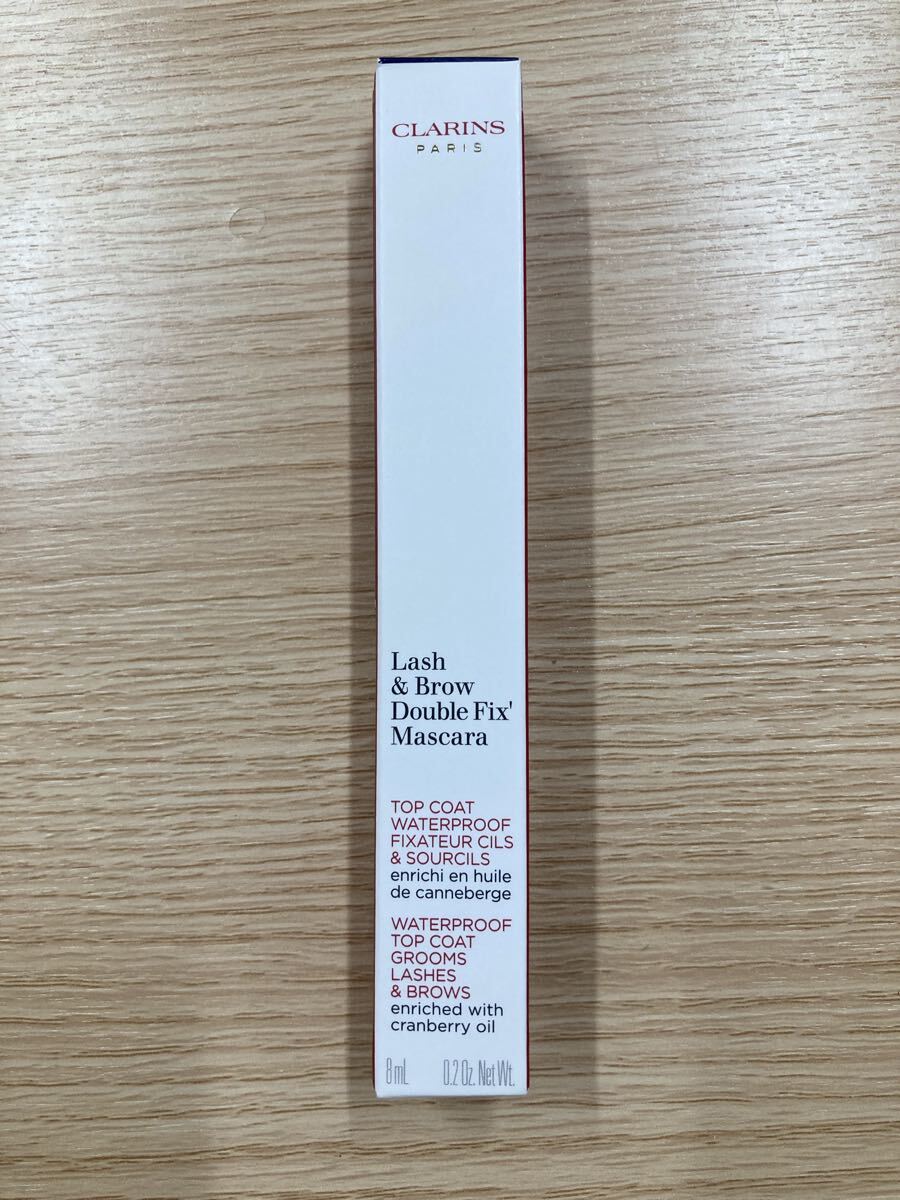 CLARINS
PARIS
Lash
& Brow
Double Fix'
Mascara
TOP COAT
WATERPROOF
FIXATEUR CILS
& SOURCILS
enrichi en huile
de canneberge
WATERPROOF
TOP COAT
GROOMS
LASHES
& BROWS
enriched with
cranberry oil
8 mL 0.2 Oz. Net Wt.